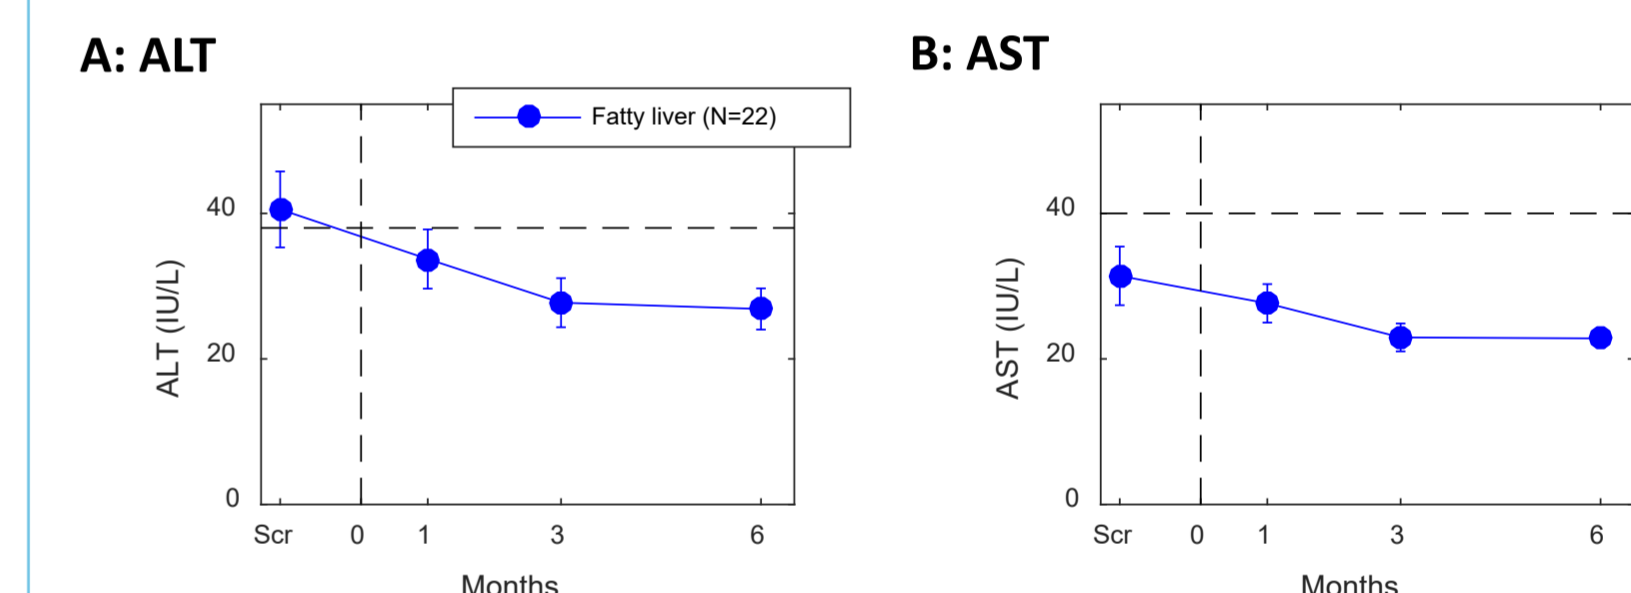 A: ALT
Fatty liver (N=22)
40
20
0
ALT (IU/L)
Scr 0 1 3 6
Months
B: AST
40
20
0
AST (IU/L)
Scr 0 1 3 6
Months